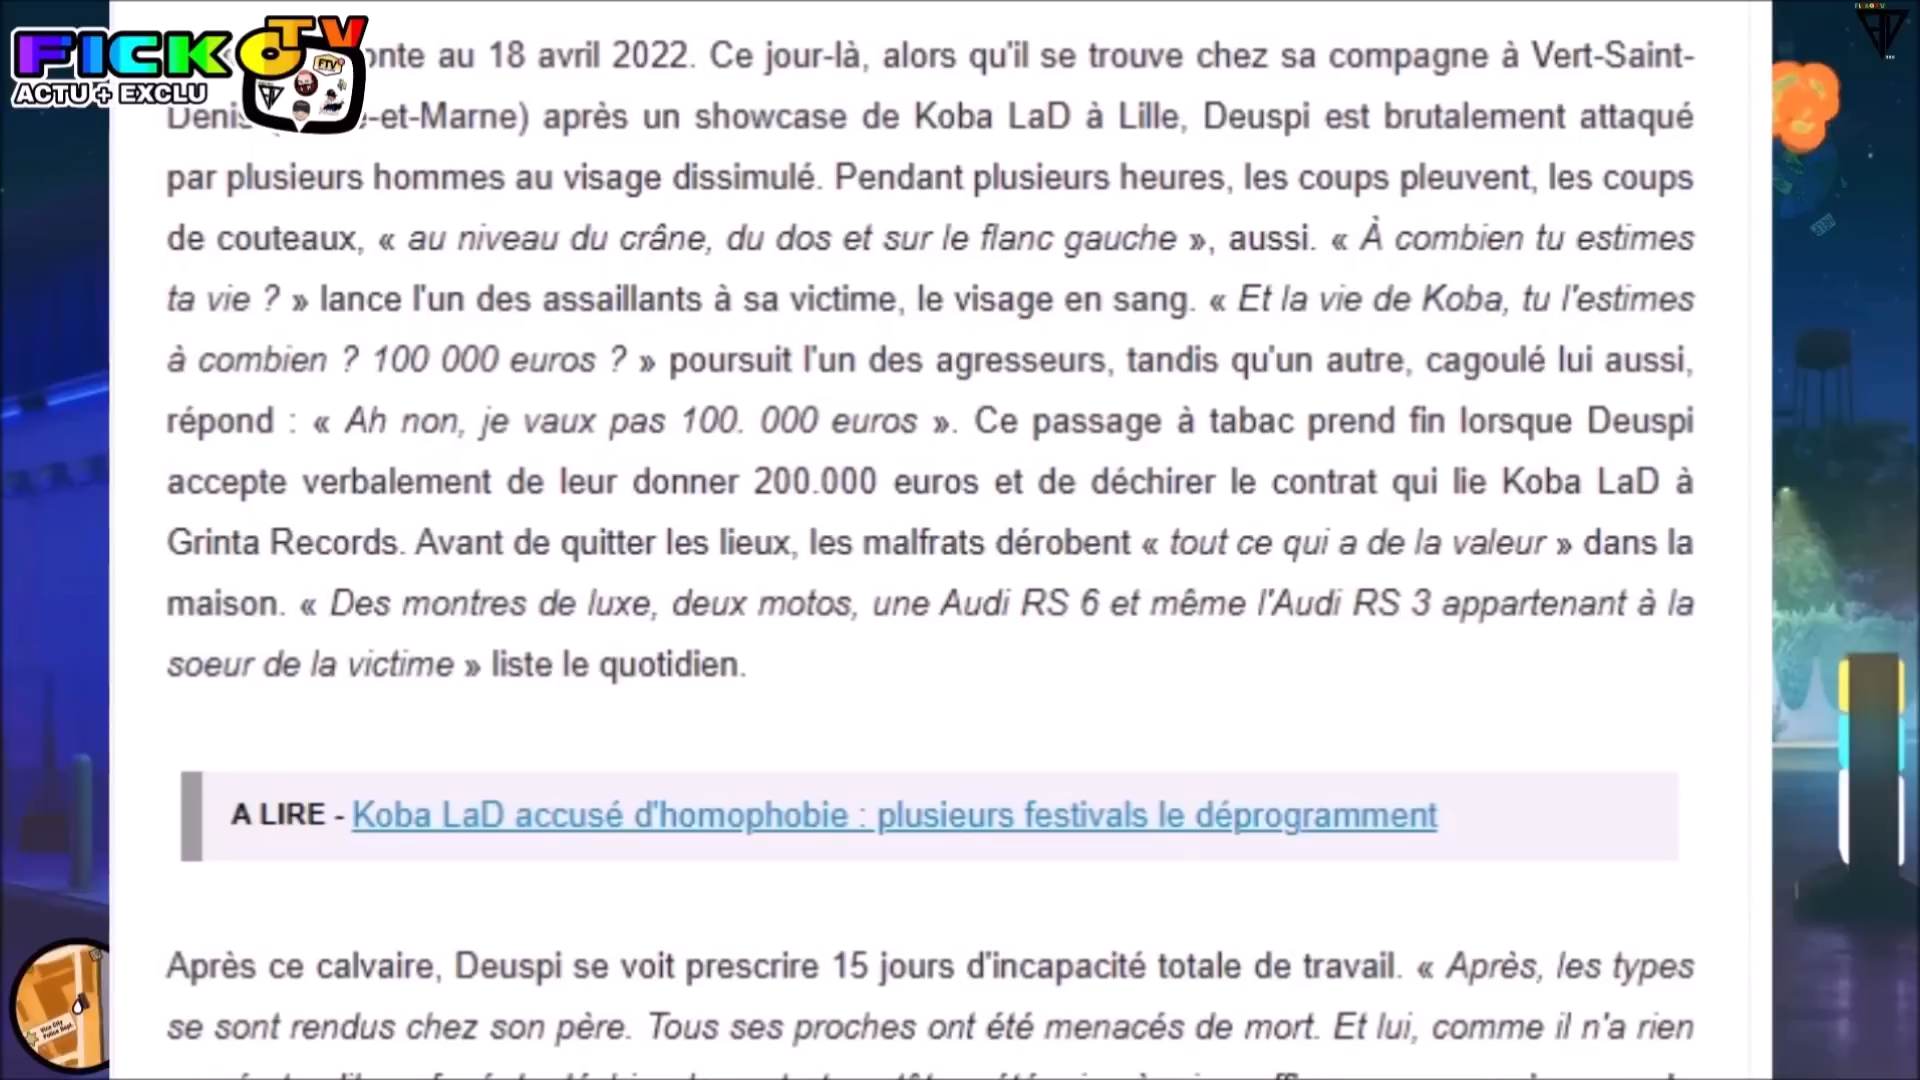 FICKO TV
ACTU + EXCLU
FTV
onte au 18 avril 2022. Ce jour-là, alors qu'il se trouve chez sa compagne à Vert-Saint-
Denis e-et-Marne) après un showcase de Koba LaD à Lille, Deuspi est brutalement attaqué
par plusieurs hommes au visage dissimulé. Pendant plusieurs heures, les coups pleuvent, les coups
de couteaux, « au niveau du crâne, du dos et sur le flanc gauche », aussi. « À combien tu estimes
ta vie ? » lance l'un des assaillants à sa victime, le visage en sang. « Et la vie de Koba, tu l'estimes
à combien ? 100 000 euros ? » poursuit l'un des agresseurs, tandis qu'un autre, cagoulé lui aussi,
répond : « Ah non, je vaux pas 100. 000 euros ». Ce passage à tabac prend fin lorsque Deuspi
accepte verbalement de leur donner 200.000 euros et de déchirer le contrat qui lie Koba LaD à
Grinta Records. Avant de quitter les lieux, les malfrats dérobent « tout ce qui a de la valeur » dans la
maison. « Des montres de luxe, deux motos, une Audi RS 6 et même l'Audi RS 3 appartenant à la
soeur de la victime » liste le quotidien.
A LIRE - Koba LaD accusé d'homophobie : plusieurs festivals le déprogramment
Après ce calvaire, Deuspi se voit prescrire 15 jours d'incapacité totale de travail. « Après, les types
se sont rendus chez son père. Tous ses proches ont été menacés de mort. Et lui, comme il n'a rien
Vice City
Police Dept.